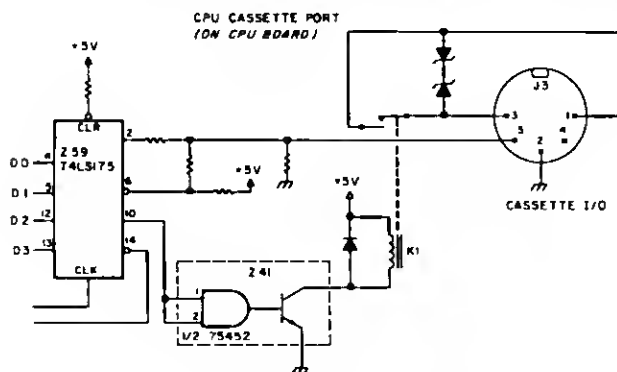 CPU CASSETTE PORT
(ON CPU BOARD)
+5V
CLR
Z59
74LS175
D0
D1
D2
D3
4
5
12
13
2
6
10
14
CLK
+5V
+5V
Z41
1
2
1/2 75452
K1
J3
3
1
5
4
2
CASSETTE I/O